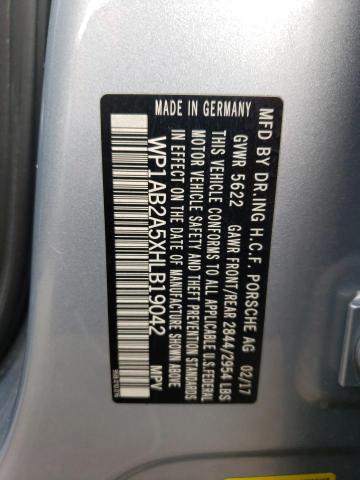 MFD BY DR.ING H.C.F. PORSCHE AG 02/17
GVWR 5622 GAWR FRONT/REAR 2844/2954 LBS
THIS VEHICLE CONFORMS TO ALL APPLICABLE U.S.FEDERAL
MOTOR VEHICLE SAFETY AND THEFT PREVENTION STANDARDS
IN EFFECT ON THE DATE OF MANUFACTURE SHOWN ABOVE
WP1AB2A5XHLB19042 MPV
MADE IN GERMANY